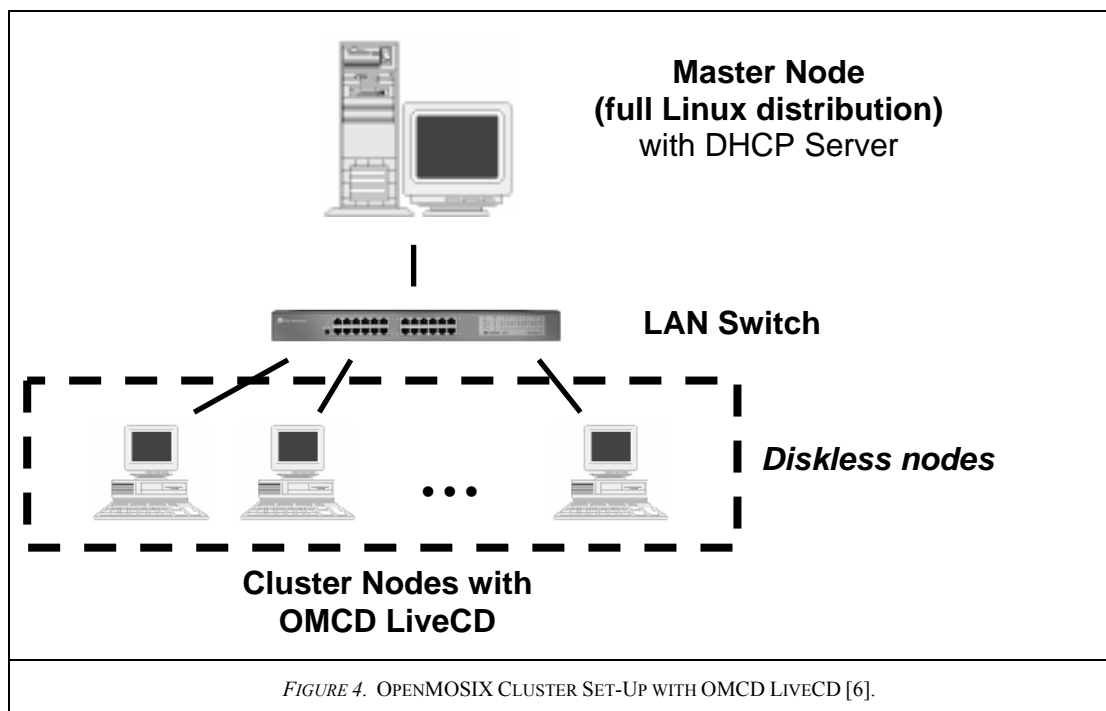 Master Node
(full Linux distribution)
with DHCP Server
LAN Switch
Diskless nodes
Cluster Nodes with
OMCD LiveCD
FIGURE 4. OPENMOSIX CLUSTER SET-UP WITH OMCD LIVECD [6].